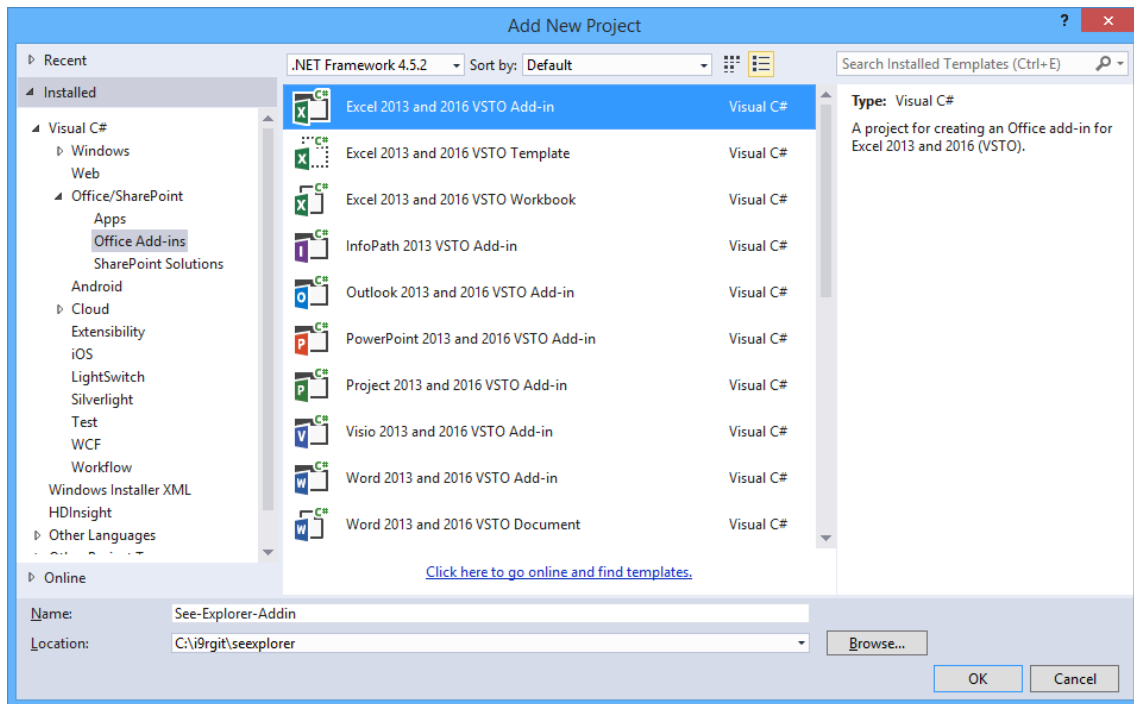 Add New Project
?
Recent
Installed
Visual C#
Windows
Web
Office/SharePoint
Apps
Office Add-ins
SharePoint Solutions
Android
Cloud
Extensibility
iOS
LightSwitch
Silverlight
Test
WCF
Workflow
Windows Installer XML
HDInsight
Other Languages
Online
.NET Framework 4.5.2 Sort by: Default
Excel 2013 and 2016 VSTO Add-in Visual C#
Excel 2013 and 2016 VSTO Template Visual C#
Excel 2013 and 2016 VSTO Workbook Visual C#
InfoPath 2013 VSTO Add-in Visual C#
Outlook 2013 and 2016 VSTO Add-in Visual C#
PowerPoint 2013 and 2016 VSTO Add-in Visual C#
Project 2013 and 2016 VSTO Add-in Visual C#
Visio 2013 and 2016 VSTO Add-in Visual C#
Word 2013 and 2016 VSTO Add-in Visual C#
Word 2013 and 2016 VSTO Document Visual C#
Click here to go online and find templates.
Search Installed Templates (Ctrl+E)
Type: Visual C#
A project for creating an Office add-in for
Excel 2013 and 2016 (VSTO).
Name: See-Explorer-Addin
Location: C:\i9rgit\seexplorer
Browse...
OK Cancel